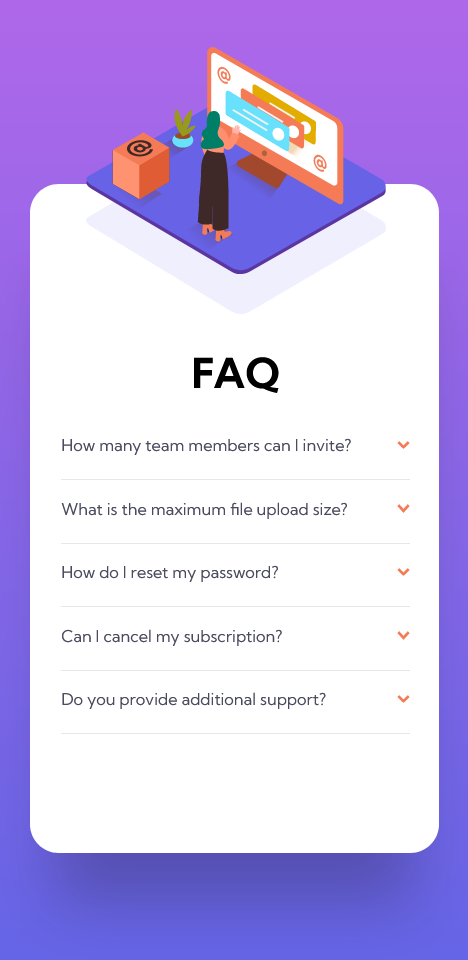 @
@
@
FAQ
How many team members can I invite?
What is the maximum file upload size?
How do I reset my password?
Can I cancel my subscription?
Do you provide additional support?